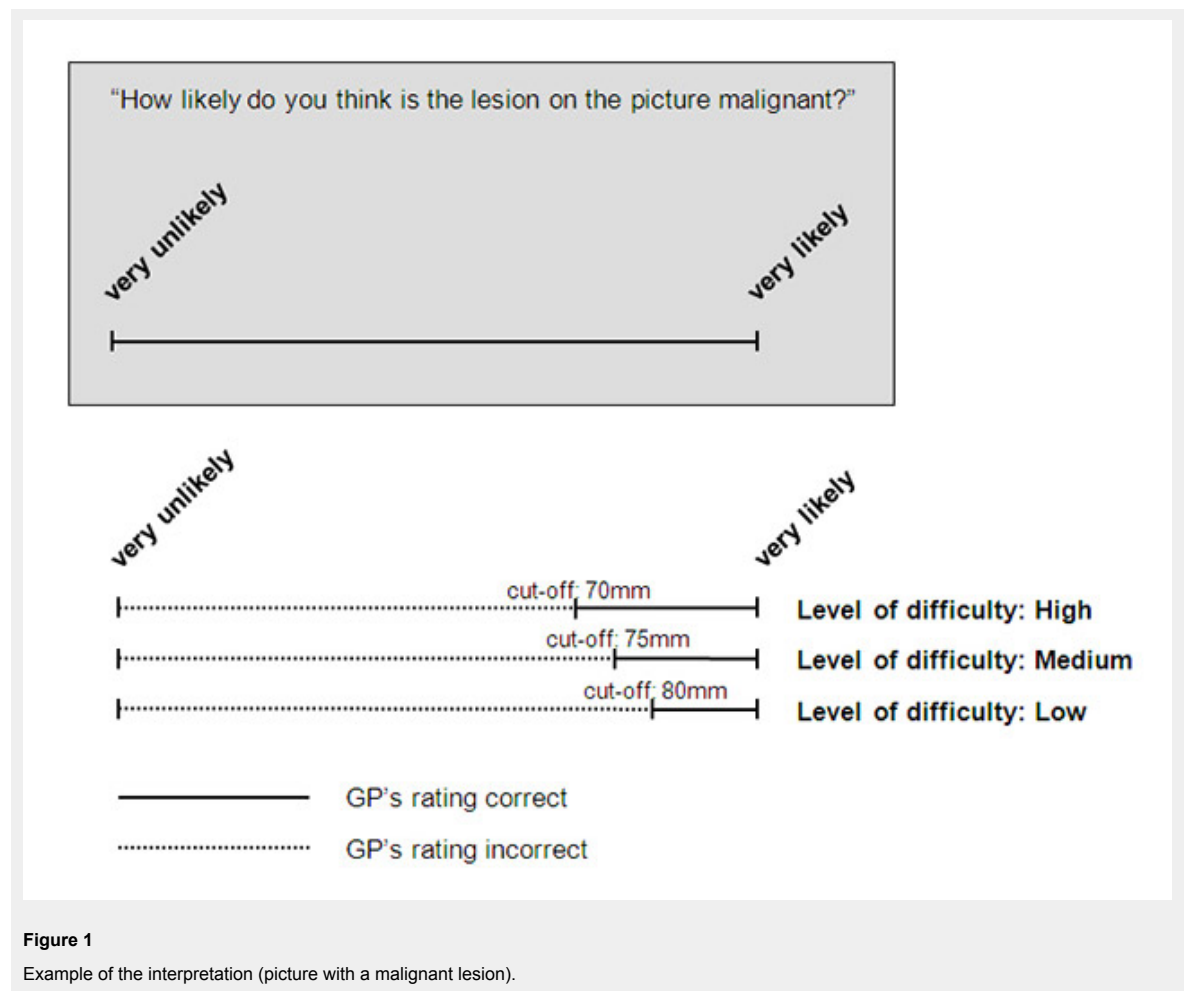 “How likely do you think is the lesion on the picture malignant?”
very unlikely
very likely
very unlikely
very likely
cut-off: 70mm
Level of difficulty: High
cut-off: 75mm
Level of difficulty: Medium
cut-off: 80mm
Level of difficulty: Low
GP’s rating correct
GP’s rating incorrect
Figure 1
Example of the interpretation (picture with a malignant lesion).